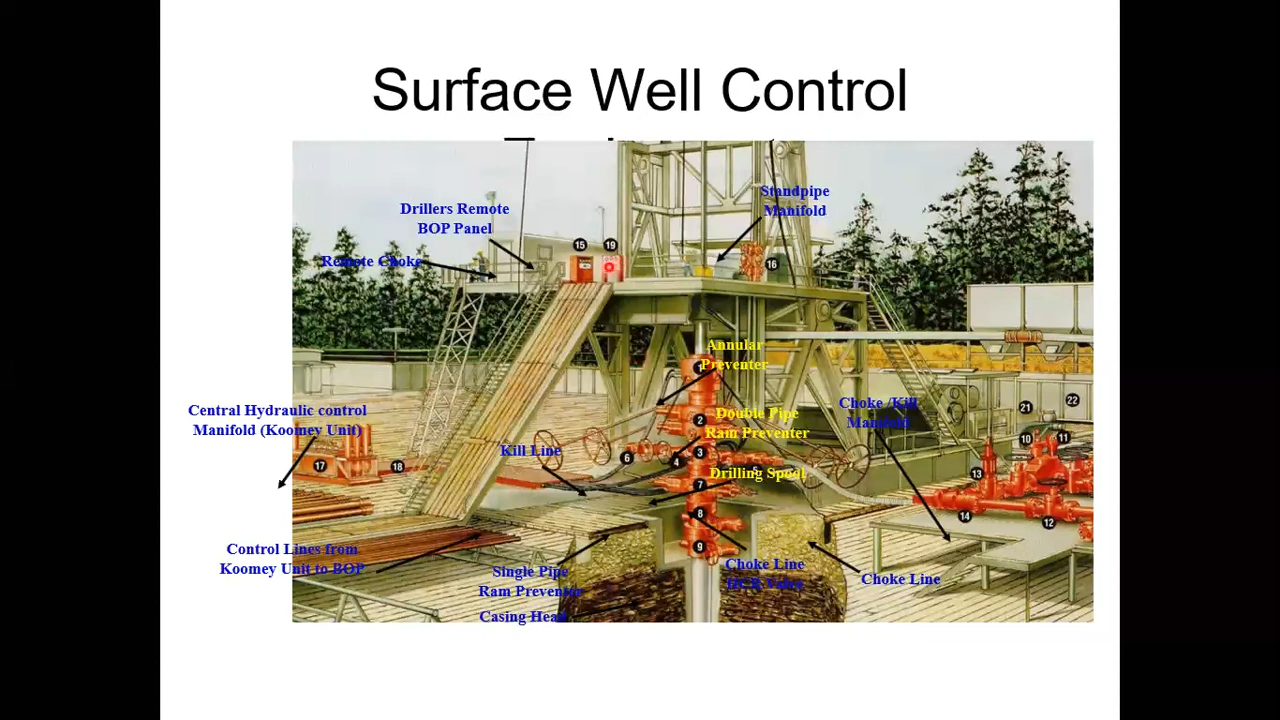 Surface Well Control
Drillers Remote
BOP Panel
Standpipe
Manifold
Remote Choke
15
19
16
Annular
Preventer
1
Central Hydraulic control
Manifold (Koomey Unit)
Double Pipe
Ram Preventer
2
Choke /Kill
Manifold
21
22
10
11
Kill Line
6
3
4
17
18
Drilling Spool
5
13
7
8
14
12
9
Control Lines from
Koomey Unit to BOP
Single Pipe
Ram Preventer
Choke Line
HCR Valve
Choke Line
Casing Head